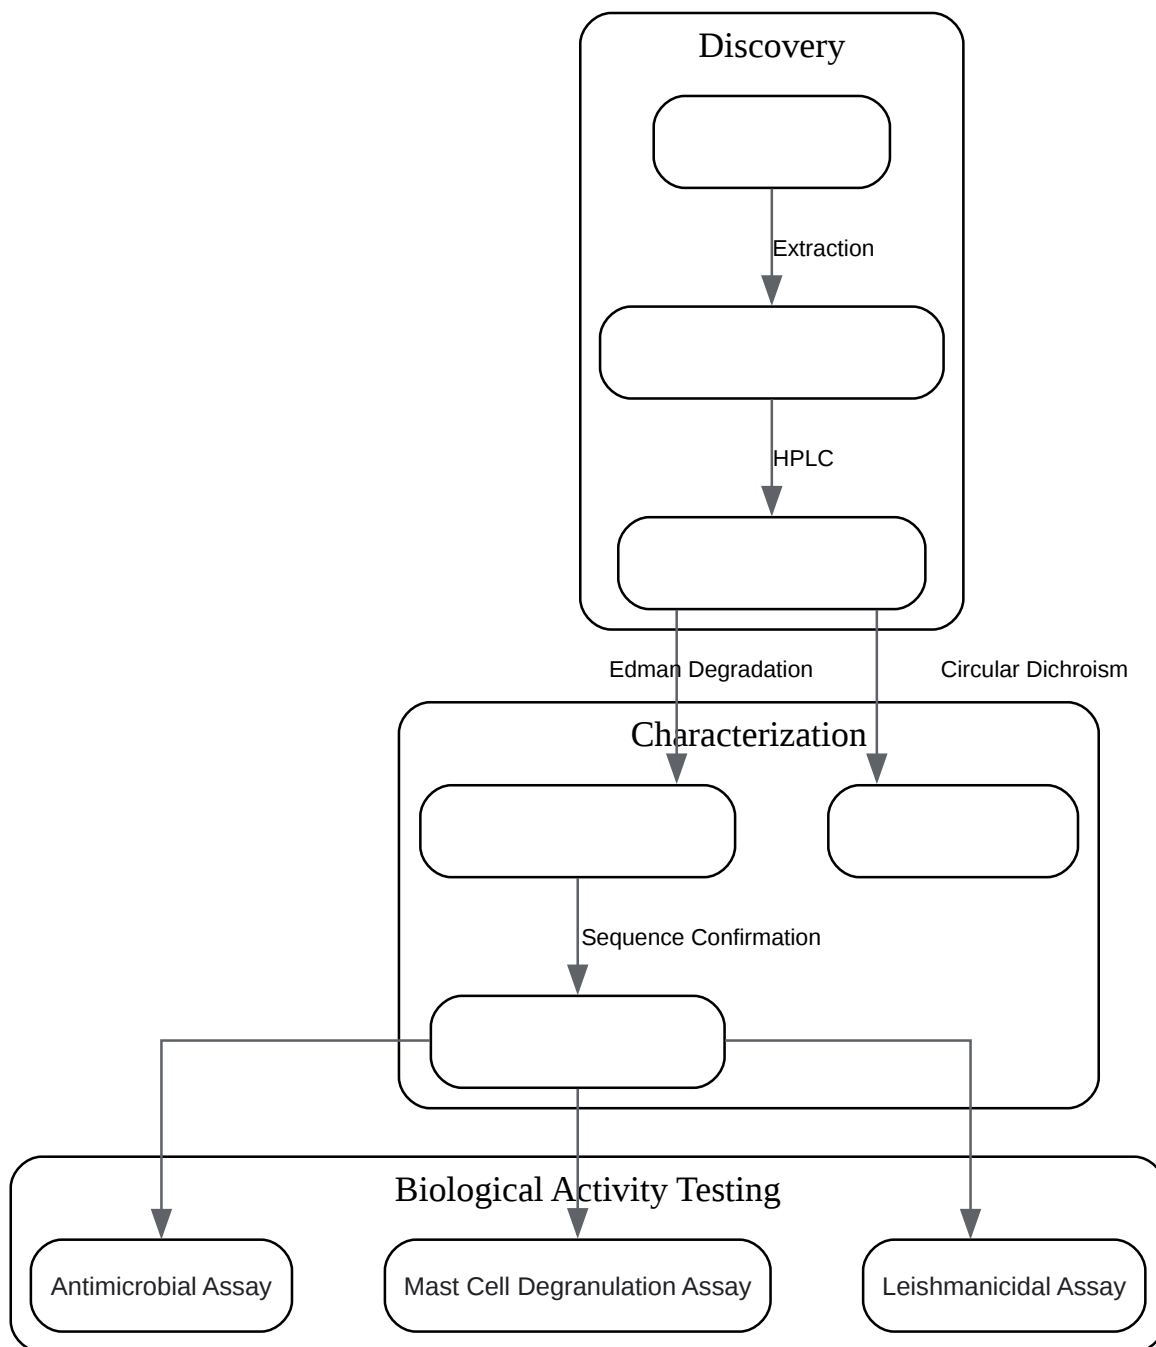 Discovery
Extraction
HPLC
Edman Degradation
Circular Dichroism
Characterization
Sequence Confirmation
Biological Activity Testing
Antimicrobial Assay
Mast Cell Degranulation Assay
Leishmanicidal Assay